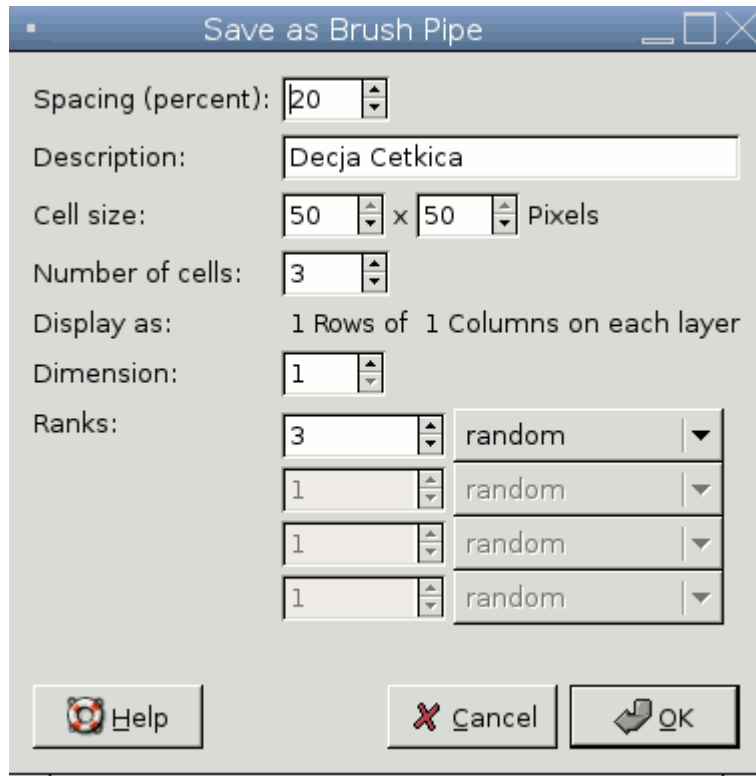 Save as Brush Pipe
Spacing (percent): 20
Description: Decja Cetkica
Cell size: 50 x 50 Pixels
Number of cells: 3
Display as: 1 Rows of 1 Columns on each layer
Dimension: 1
Ranks: 3 random
1 random
1 random
1 random
Help Cancel OK